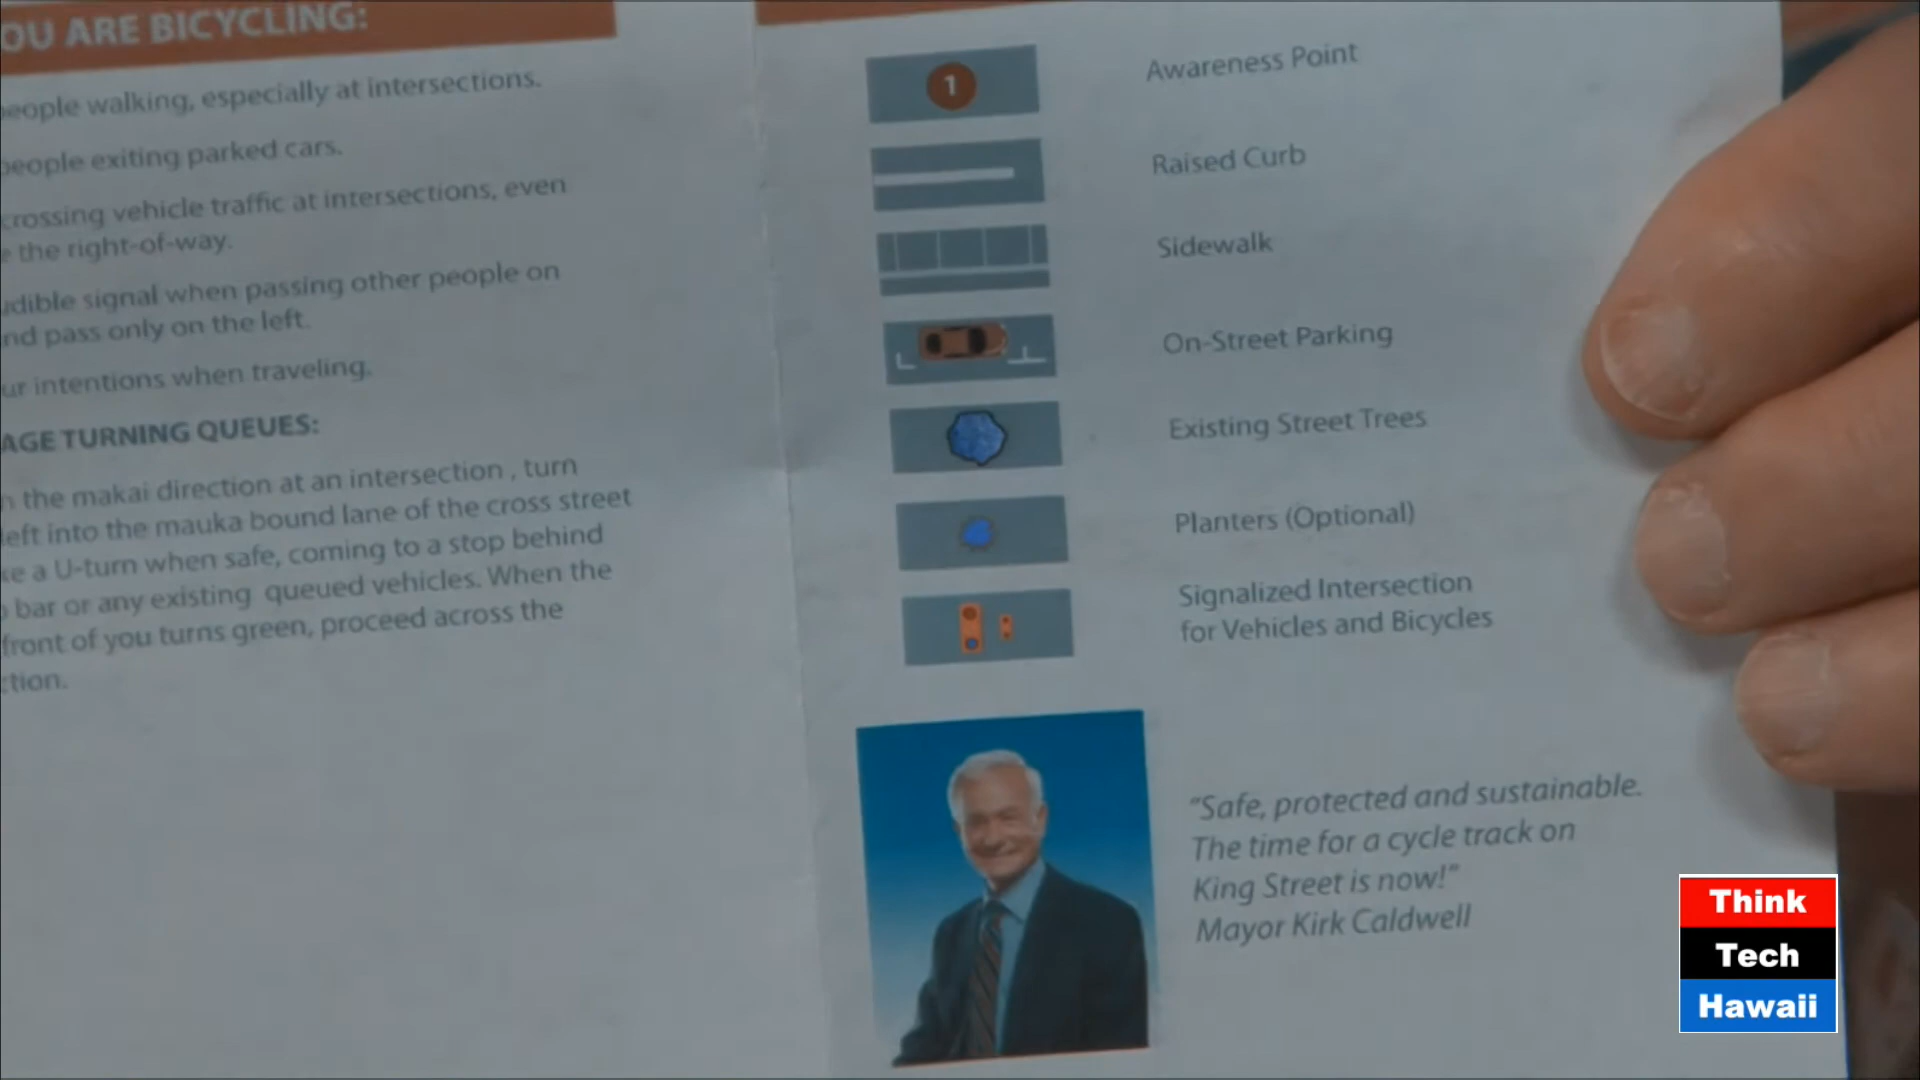 OU ARE BICYCLING:
people walking, especially at intersections.
people exiting parked cars.
crossing vehicle traffic at intersections, even
the right-of-way.
udible signal when passing other people on
nd pass only on the left.
ur intentions when traveling.
AGE TURNING QUEUES:
n the makai direction at an intersection , turn
left into the mauka bound lane of the cross street
ke a U-turn when safe, coming to a stop behind
bar or any existing queued vehicles. When the
front of you turns green, proceed across the
ction.
1
Awareness Point
Raised Curb
Sidewalk
On-Street Parking
Existing Street Trees
Planters (Optional)
Signalized Intersection
for Vehicles and Bicycles
"Safe, protected and sustainable.
The time for a cycle track on
King Street is now!"
Mayor Kirk Caldwell
Think
Tech
Hawaii